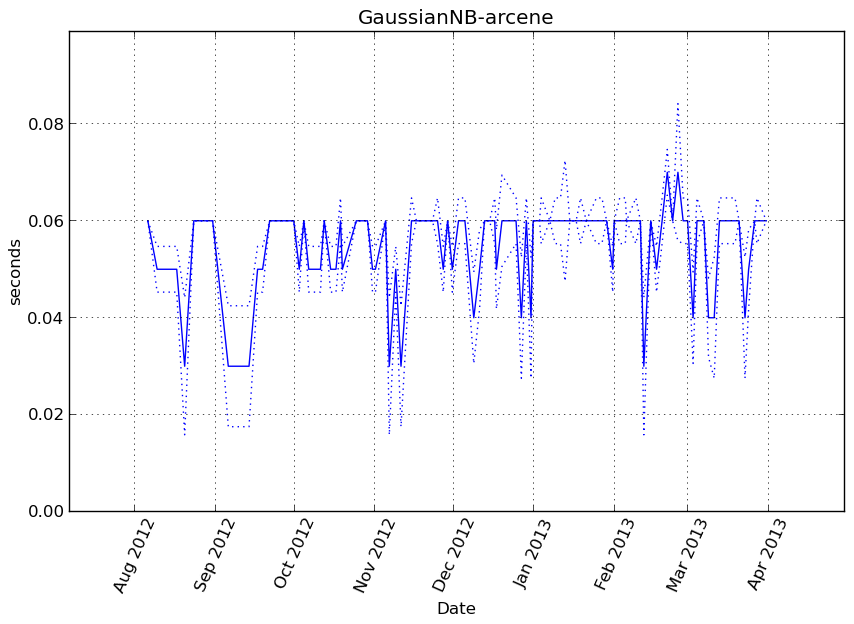 GaussianNB-arcene
0.08
0.06
0.04
0.02
0.00
seconds
Aug 2012
Sep 2012
Oct 2012
Nov 2012
Dec 2012
Jan 2013
Feb 2013
Mar 2013
Apr 2013
Date